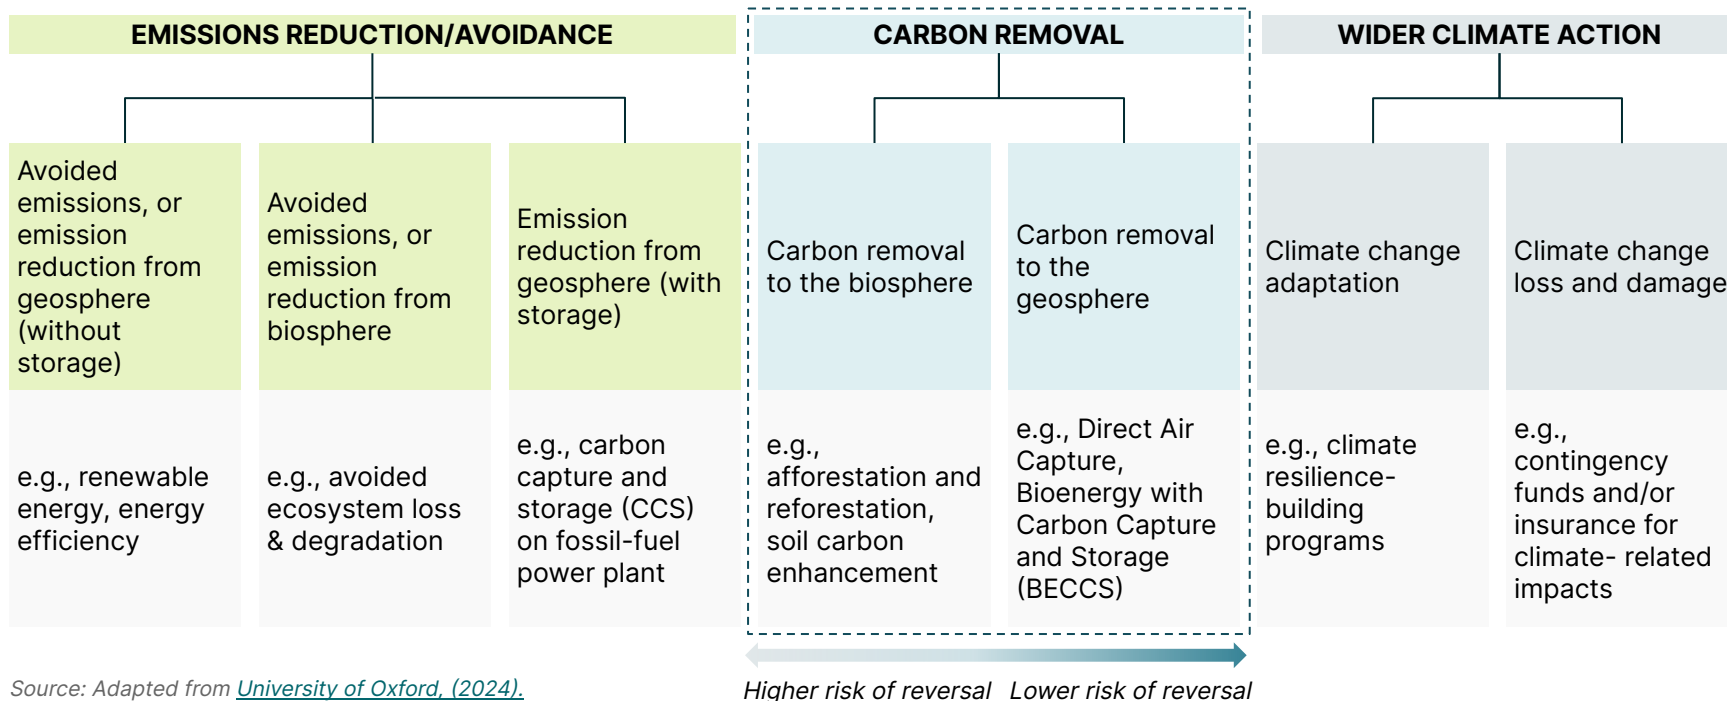 EMISSIONS REDUCTION/AVOIDANCE
Avoided
emissions, or
emission
reduction from
geosphere
(without
storage)
e.g., renewable
energy, energy
efficiency
Avoided
emissions, or
emission
reduction from
biosphere
e.g., avoided
ecosystem loss
& degradation
Emission
reduction from
geosphere (with
storage)
e.g., carbon
capture and
storage (CCS)
on fossil-fuel
power plant
CARBON REMOVAL
Carbon removal
to the biosphere
e.g.,
afforestation and
reforestation,
soil carbon
enhancement
Carbon removal
to the
geosphere
e.g., Direct Air
Capture,
Bioenergy with
Carbon Capture
and Storage
(BECCS)
Higher risk of reversal
Lower risk of reversal
WIDER CLIMATE ACTION
Climate change
adaptation
e.g., climate
resilience-
building
programs
Climate change
loss and damage
e.g.,
contingency
funds and/or
insurance for
climate- related
impacts
Source: Adapted from University of Oxford, (2024).